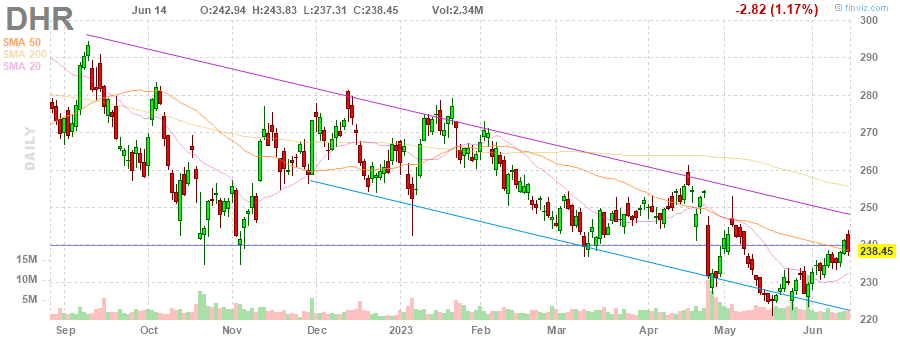 DHR
Jun 14 O:242.94 H:243.83 L:237.31 C:238.45 Vol:2.34M
-2.82 (1.17%)
© finviz.com
SMA 50
SMA 200
SMA 20
DAILY
300
290
280
270
260
250
240
238.45
230
220
15M
10M
5M
Sep Oct Nov Dec 2023 Feb Mar Apr May Jun